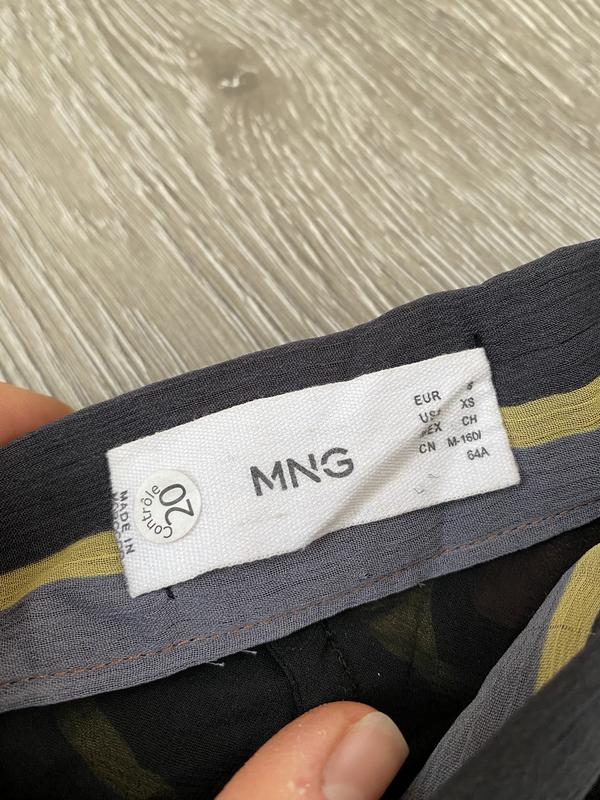 MADE IN
Contrôle
20
MNG
EUR
XS
CH
CN M-160/
64A